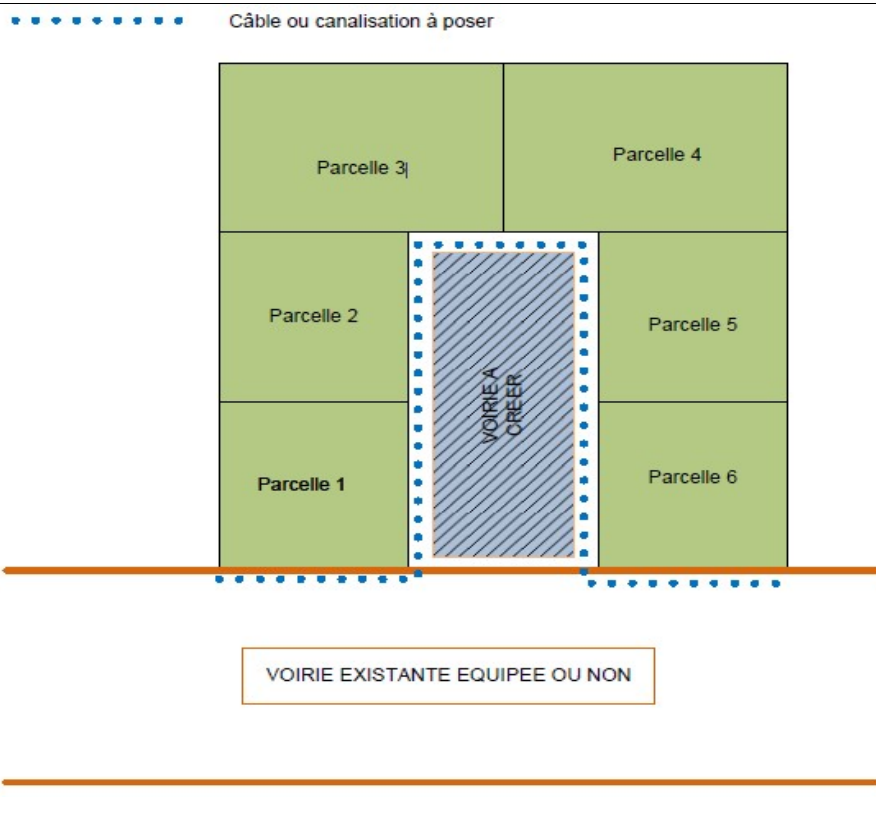 Câble ou canalisation à poser
Parcelle 3
Parcelle 4
Parcelle 2
Parcelle 5
VOIRIE A
CREER
Parcelle 1
Parcelle 6
VOIRIE EXISTANTE EQUIPEE OU NON